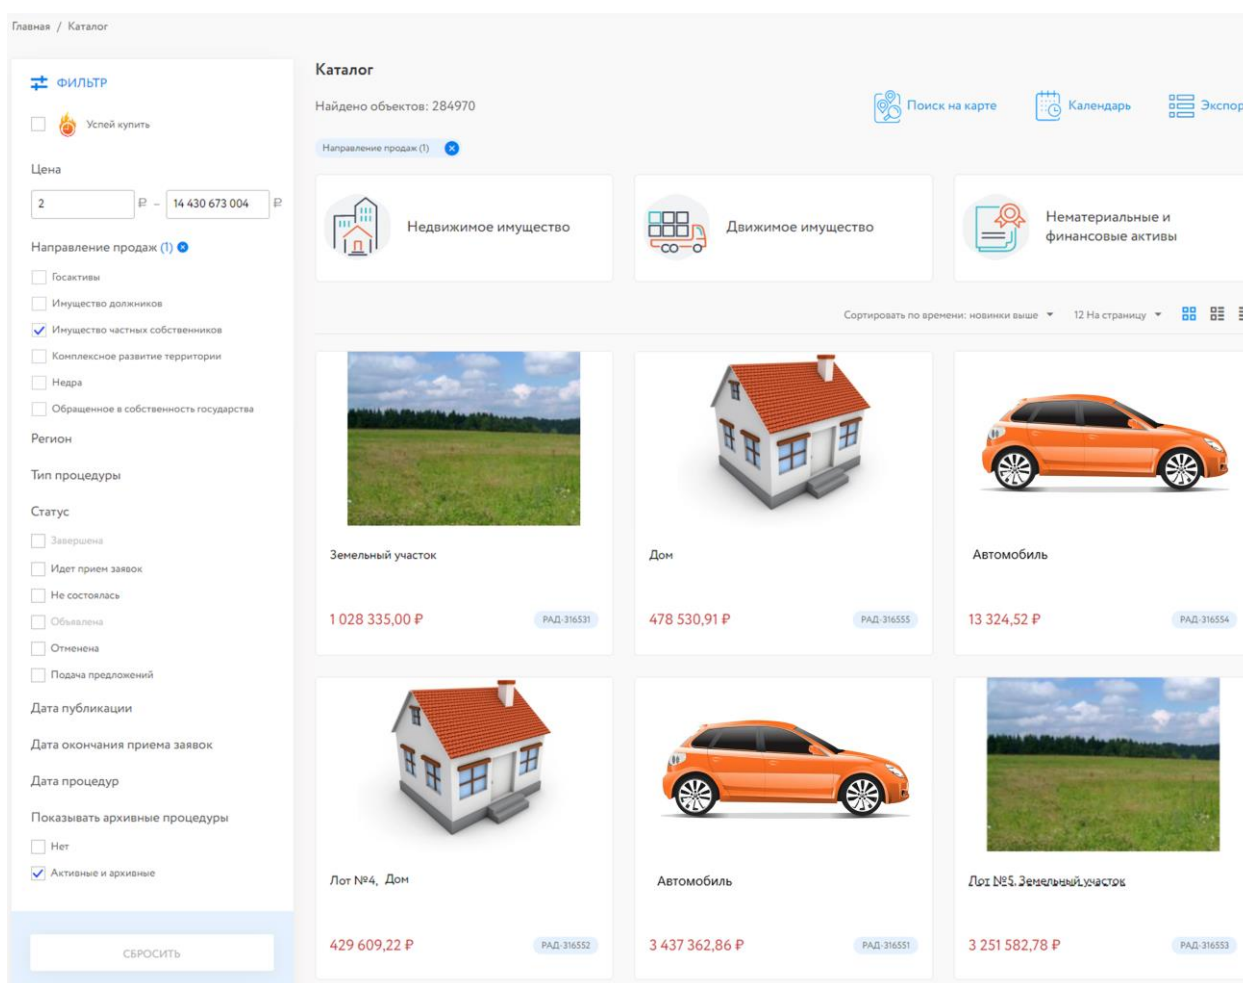 Главная / Каталог
ФИЛЬТР
Успей купить
Цена
2 ₽ – 14 430 673 004 ₽
Направление продаж (1)
Госактивы
Имущество должников
Имущество частных собственников
Комплексное развитие территории
Недра
Обращенное в собственность государства
Регион
Тип процедуры
Статус
Завершена
Идет прием заявок
Не состоялась
Объявлена
Отменена
Подача предложений
Дата публикации
Дата окончания приема заявок
Дата процедур
Показывать архивные процедуры
Нет
Активные и архивные
СБРОСИТЬ
Каталог
Найдено объектов: 284970
Поиск на карте
Календарь
Экспор
Направление продаж (1)
Недвижимое имущество
Движимое имущество
Нематериальные и
финансовые активы
Сортировать по времени: новинки выше
12 На страницу
Земельный участок
1 028 335,00 ₽
РАД-316531
Дом
478 530,91 ₽
РАД-316555
Автомобиль
13 324,52 ₽
РАД-316554
Лот №4, Дом
429 609,22 ₽
РАД-316552
Автомобиль
3 437 362,86 ₽
РАД-316551
Лот №5, Земельный участок
3 251 582,78 ₽
РАД-316553